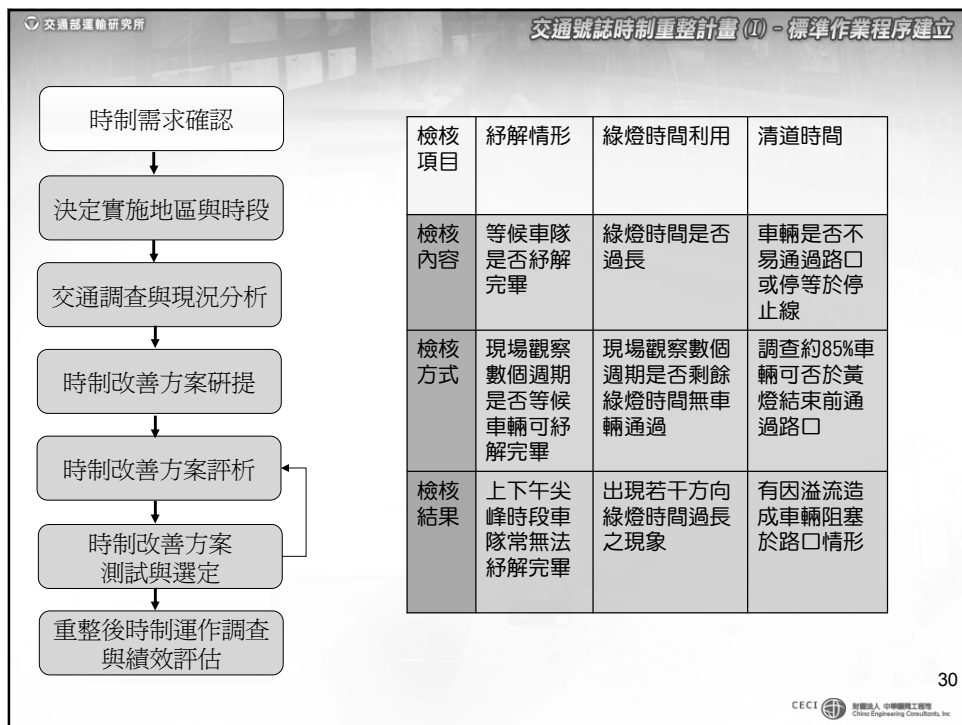 交通部運輸研究所
交通號誌時制重整計畫(I) - 標準作業程序建立
時制需求確認
決定實施地區與時段
交通調查與現況分析
時制改善方案研提
時制改善方案評析
時制改善方案
測試與選定
重整後時制運作調查
與績效評估
檢核
項目
紓解情形
綠燈時間利用
清道時間
檢核
內容
等候車隊
是否紓解
完畢
綠燈時間是否
過長
車輛是否不
易通過路口
或停等於停
止線
檢核
方式
現場觀察
數個週期
是否等候
車輛可紓
解完畢
現場觀察數個
週期是否剩餘
綠燈時間無車
輛通過
調查約85%車
輛可否於黃
燈結束前通
過路口
檢核
結果
上下午尖
峰時段車
隊常無法
紓解完畢
出現若干方向
綠燈時間過長
之現象
有因溢流造
成車輛阻塞
於路口情形
30
CECI 財團法人 中華顧問工程司
China Engineering Consultants, Inc